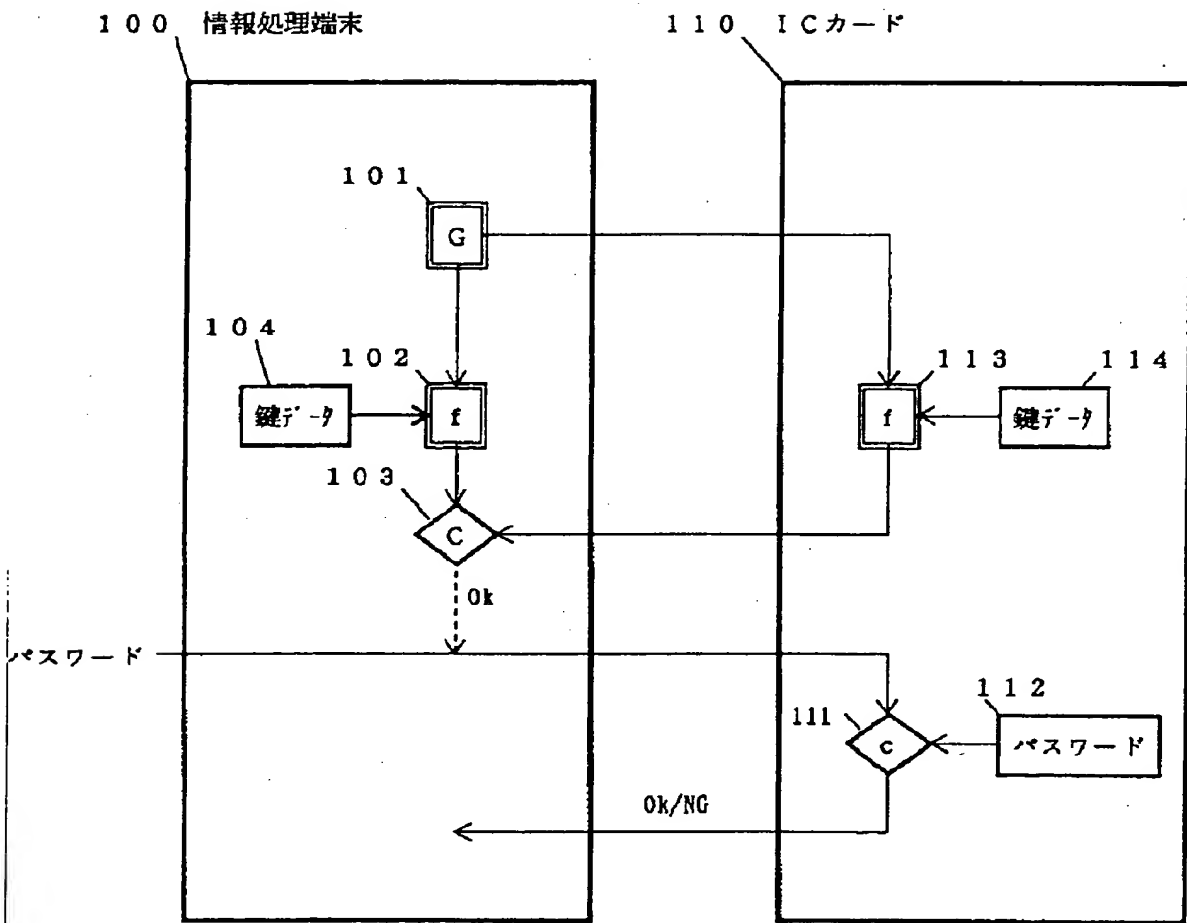 100 情報処理端末
110 ICカード
101
G
104
102
113
114
鍵データ
f
f
鍵データ
103
C
Ok
パスワード
112
111
c
パスワード
Ok/NG